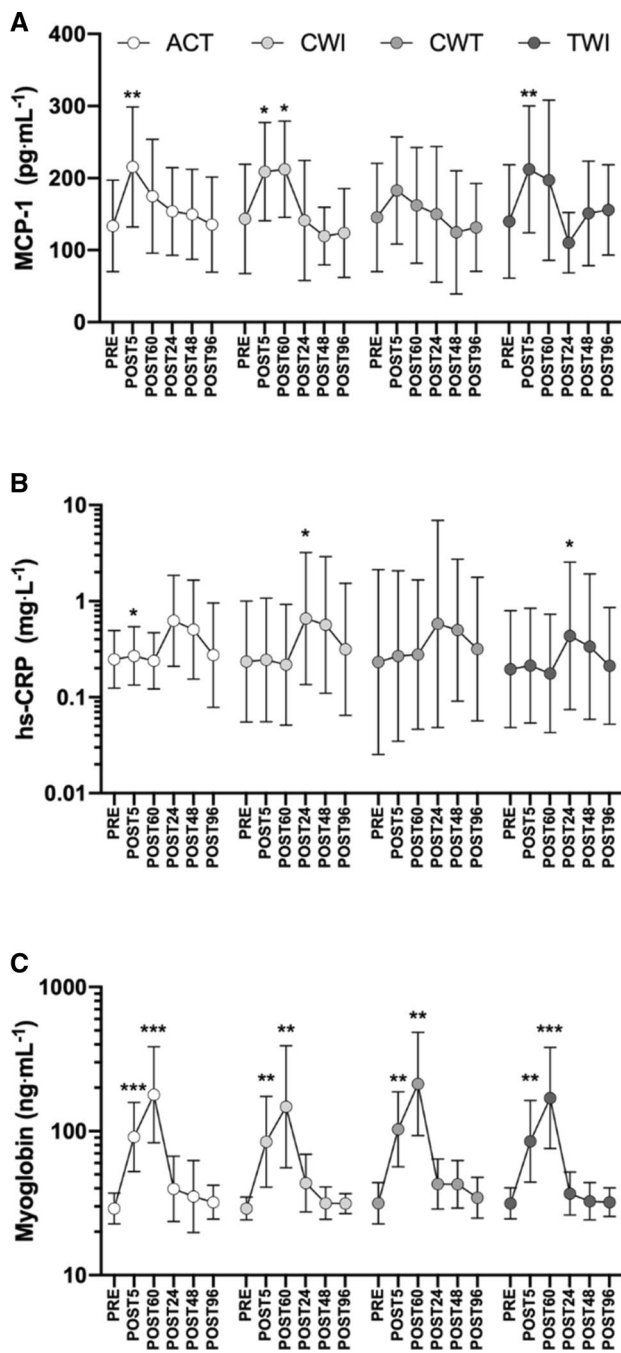 A
ACT CWI CWT TWI
MCP-1 (pg·mL⁻¹)
400
300
200
100
0
** * * **
PRE POST5 POST60 POST24 POST48 POST96 PRE POST5 POST60 POST24 POST48 POST96 PRE POST5 POST60 POST24 POST48 POST96 PRE POST5 POST60 POST24 POST48 POST96
B
hs-CRP (mg·L⁻¹)
10
1
0.1
0.01
* * *
PRE POST5 POST60 POST24 POST48 POST96 PRE POST5 POST60 POST24 POST48 POST96 PRE POST5 POST60 POST24 POST48 POST96 PRE POST5 POST60 POST24 POST48 POST96
C
Myoglobin (ng·mL⁻¹)
1000
100
10
*** *** ** ** ** ** ** ***
PRE POST5 POST60 POST24 POST48 POST96 PRE POST5 POST60 POST24 POST48 POST96 PRE POST5 POST60 POST24 POST48 POST96 PRE POST5 POST60 POST24 POST48 POST96